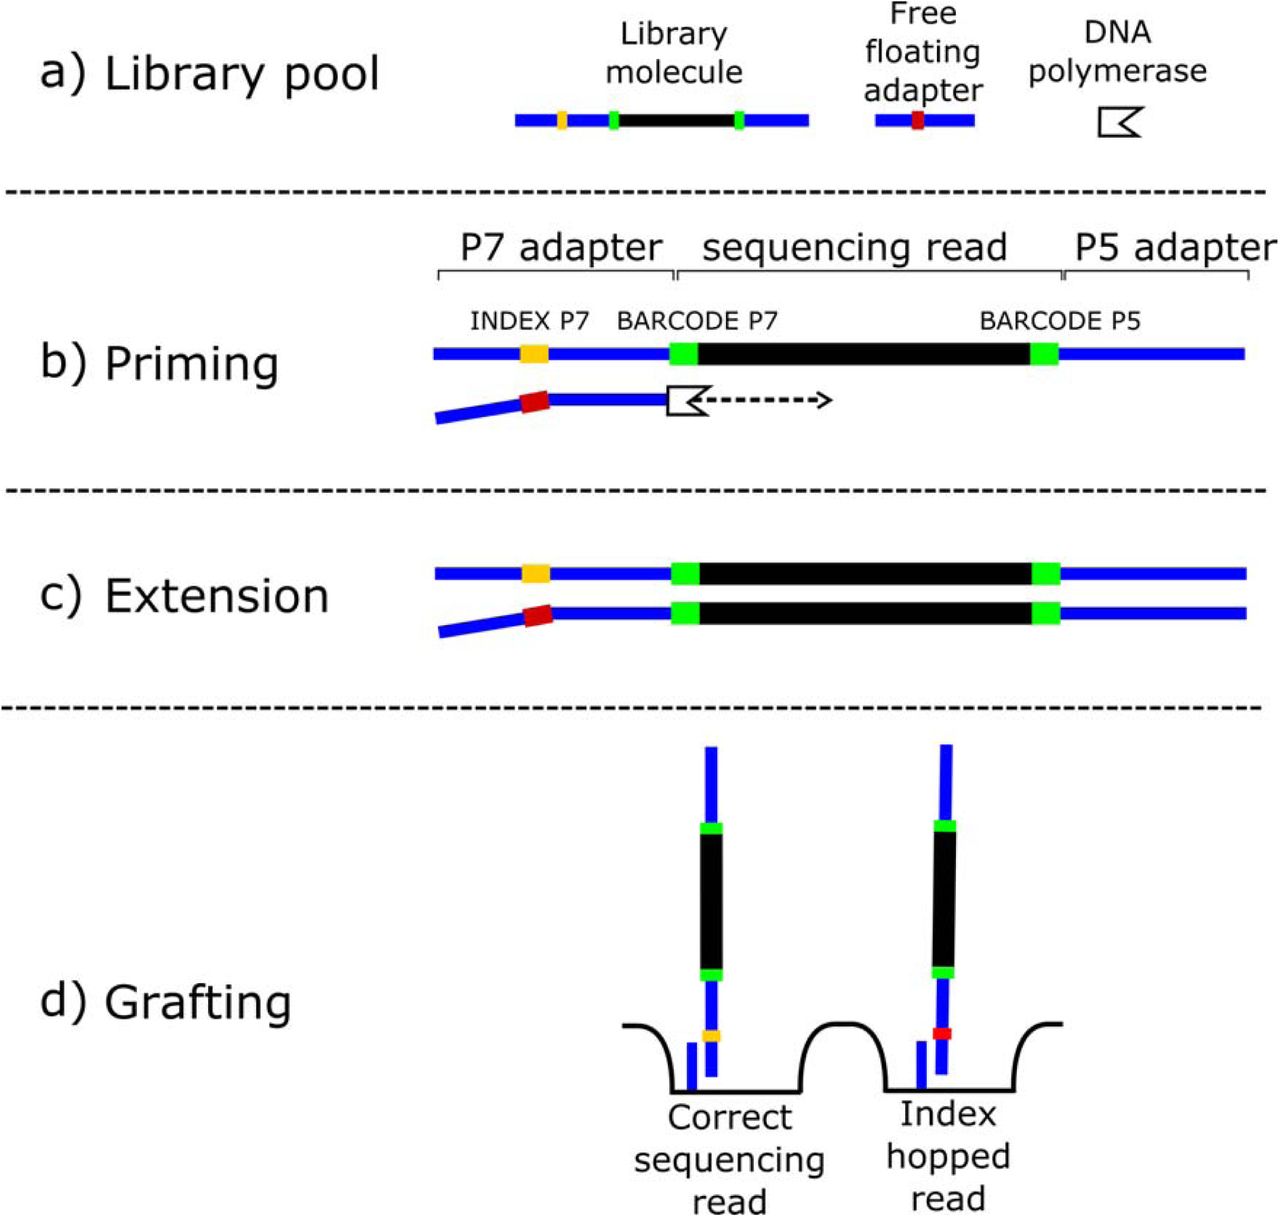 a) Library pool
Library
molecule
Free
floating
adapter
DNA
polymerase
P7 adapter
sequencing read
P5 adapter
INDEX P7
BARCODE P7
BARCODE P5
b) Priming
c) Extension
d) Grafting
Correct
sequencing
read
Index
hopped
read